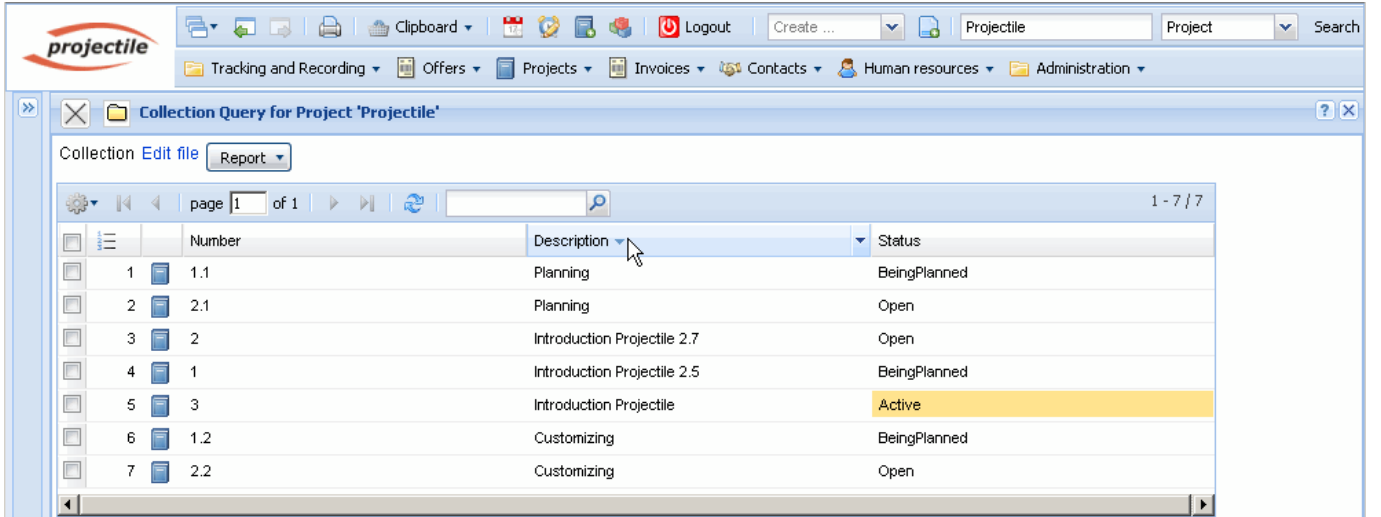 projectile
Clipboard 12 Logout Create ... Projectile Project Search
Tracking and Recording Offers Projects Invoices Contacts Human resources Administration
Collection Query for Project 'Projectile'
Collection Edit file Report
page 1 of 1 1 - 7 / 7
Number Description Status
1 1.1 Planning BeingPlanned
2 2.1 Planning Open
3 2 Introduction Projectile 2.7 Open
4 1 Introduction Projectile 2.5 BeingPlanned
5 3 Introduction Projectile Active
6 1.2 Customizing BeingPlanned
7 2.2 Customizing Open